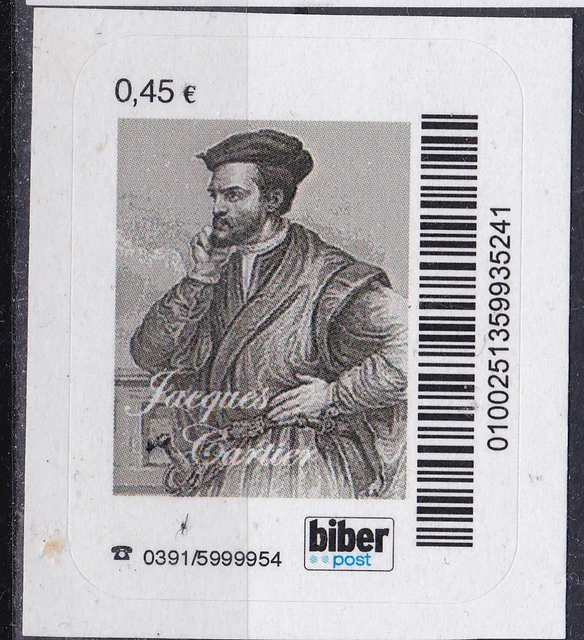 0,45 €
Jacques
Cartier
0100251359935241
☎ 0391/5999954
biber
post